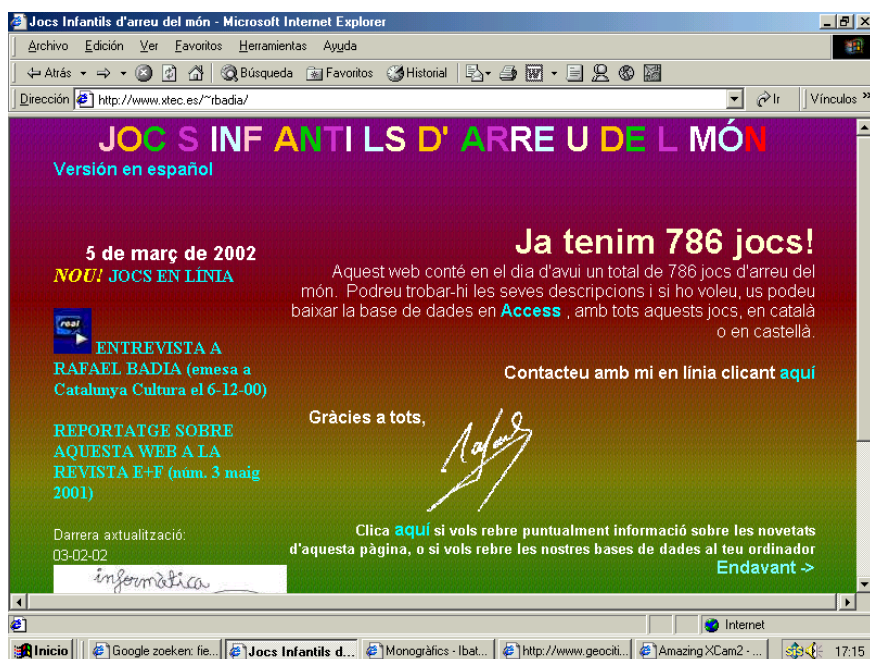 Jocs Infantils d'arreu del món - Microsoft Internet Explorer
Archivo Edición Ver Favoritos Herramientas Ayuda
Atrás Búsqueda Favoritos Historial
Dirección http://www.xtec.es/~rbadia/ Ir Vínculos »
JOC S INF ANTI LS D' ARRE U DE L MÓN
Versión en español
5 de març de 2002
NOU! JOCS EN LÍNIA
real
ENTREVISTA A
RAFAEL BADIA (emesa a
Catalunya Cultura el 6-12-00)
REPORTATGE SOBRE
AQUESTA WEB A LA
REVISTA E+F (núm. 3 maig
2001)
Darrera axtualització:
03-02-02
informàtica
Ja tenim 786 jocs!
Aquest web conté en el dia d'avui un total de 786 jocs d'arreu del
món. Podreu trobar-hi les seves descripcions i si ho voleu, us podeu
baixar la base de dades en Access , amb tots aquests jocs, en català
o en castellà.
Contacteu amb mi en línia clicant aquí
Gràcies a tots,
Rafael
Clica aquí si vols rebre puntualment informació sobre les novetats
d'aquesta pàgina, o si vols rebre les nostres bases de dades al teu ordinador
Endavant ->
Internet
Inicio Google zoeken: fie... Jocs Infantils d... Monogràfics - Ibat... http://www.geociti... Amazing XCam2 - ... 17:15